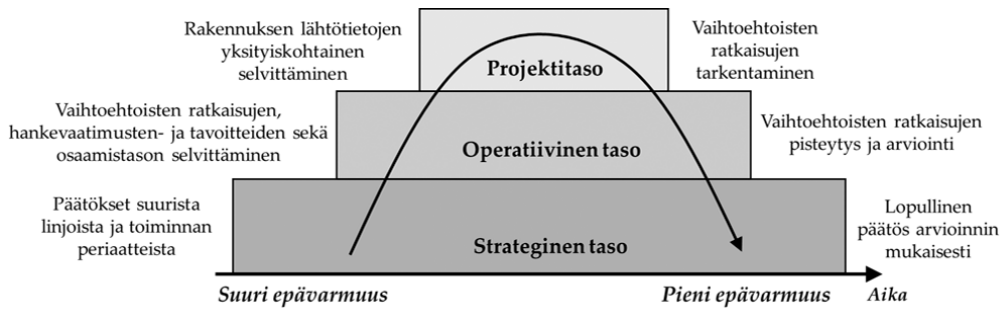 Rakennuksen lähtötietojen
yksityiskohtainen
selvittäminen
Projektitaso
Vaihtoehtoisten
ratkaisujen
tarkentaminen
Vaihtoehtoisten ratkaisujen,
hankevaatimusten- ja tavoitteiden sekä
osaamistason selvittäminen
Operatiivinen taso
Vaihtoehtoisten ratkaisujen
pisteytys ja arviointi
Päätökset suurista
linjoista ja toiminnan
periaatteista
Strateginen taso
Lopullinen
päätös arvioinnin
mukaisesti
Suuri epävarmuus
Pieni epävarmuus
Aika